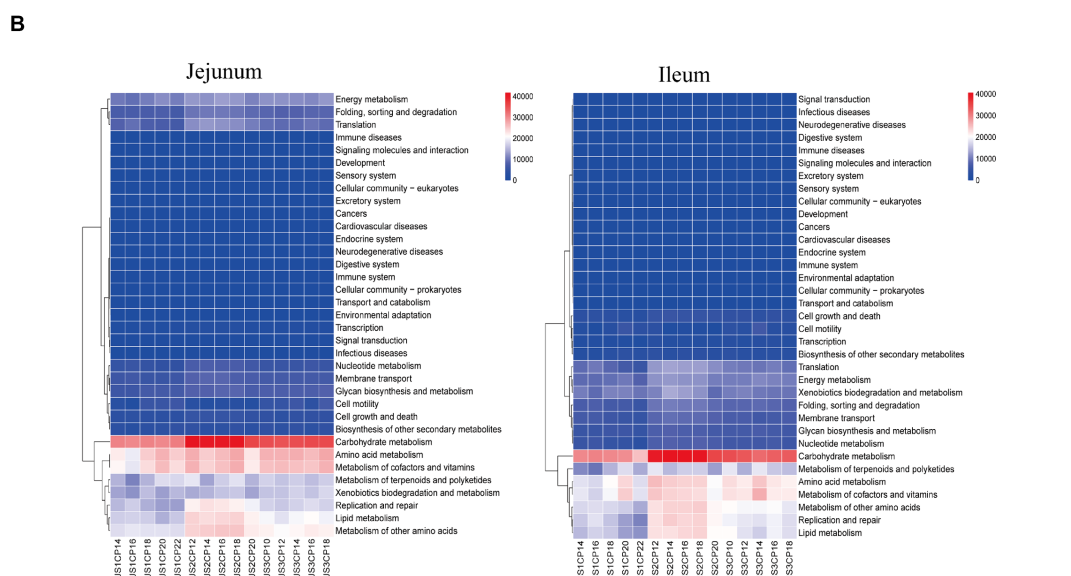 B
Jejunum
Energy metabolism
Folding, sorting and degradation
Translation
Immune diseases
Signaling molecules and interaction
Development
Sensory system
Cellular community − eukaryotes
Excretory system
Cancers
Cardiovascular diseases
Endocrine system
Neurodegenerative diseases
Digestive system
Immune system
Cellular community − prokaryotes
Transport and catabolism
Environmental adaptation
Transcription
Signal transduction
Infectious diseases
Nucleotide metabolism
Membrane transport
Glycan biosynthesis and metabolism
Cell motility
Cell growth and death
Biosynthesis of other secondary metabolites
Carbohydrate metabolism
Amino acid metabolism
Metabolism of cofactors and vitamins
Metabolism of terpenoids and polyketides
Xenobiotics biodegradation and metabolism
Replication and repair
Lipid metabolism
Metabolism of other amino acids
JS1CP14
JS1CP16
JS1CP18
JS1CP20
JS1CP22
JS2CP12
JS2CP14
JS2CP16
JS2CP18
JS2CP20
JS3CP10
JS3CP12
JS3CP14
JS3CP16
JS3CP18
40000
30000
20000
10000
0
Ileum
Signal transduction
Infectious diseases
Neurodegenerative diseases
Digestive system
Immune diseases
Signaling molecules and interaction
Excretory system
Sensory system
Cellular community − eukaryotes
Development
Cancers
Cardiovascular diseases
Endocrine system
Immune system
Environmental adaptation
Cellular community − prokaryotes
Transport and catabolism
Cell growth and death
Cell motility
Transcription
Biosynthesis of other secondary metabolites
Translation
Energy metabolism
Xenobiotics biodegradation and metabolism
Folding, sorting and degradation
Membrane transport
Glycan biosynthesis and metabolism
Nucleotide metabolism
Carbohydrate metabolism
Metabolism of terpenoids and polyketides
Amino acid metabolism
Metabolism of cofactors and vitamins
Metabolism of other amino acids
Replication and repair
Lipid metabolism
S1CP14
S1CP16
S1CP18
S1CP20
S1CP22
S2CP12
S2CP14
S2CP16
S2CP18
S2CP20
S3CP10
S3CP12
S3CP14
S3CP16
S3CP18
40000
30000
20000
10000
0